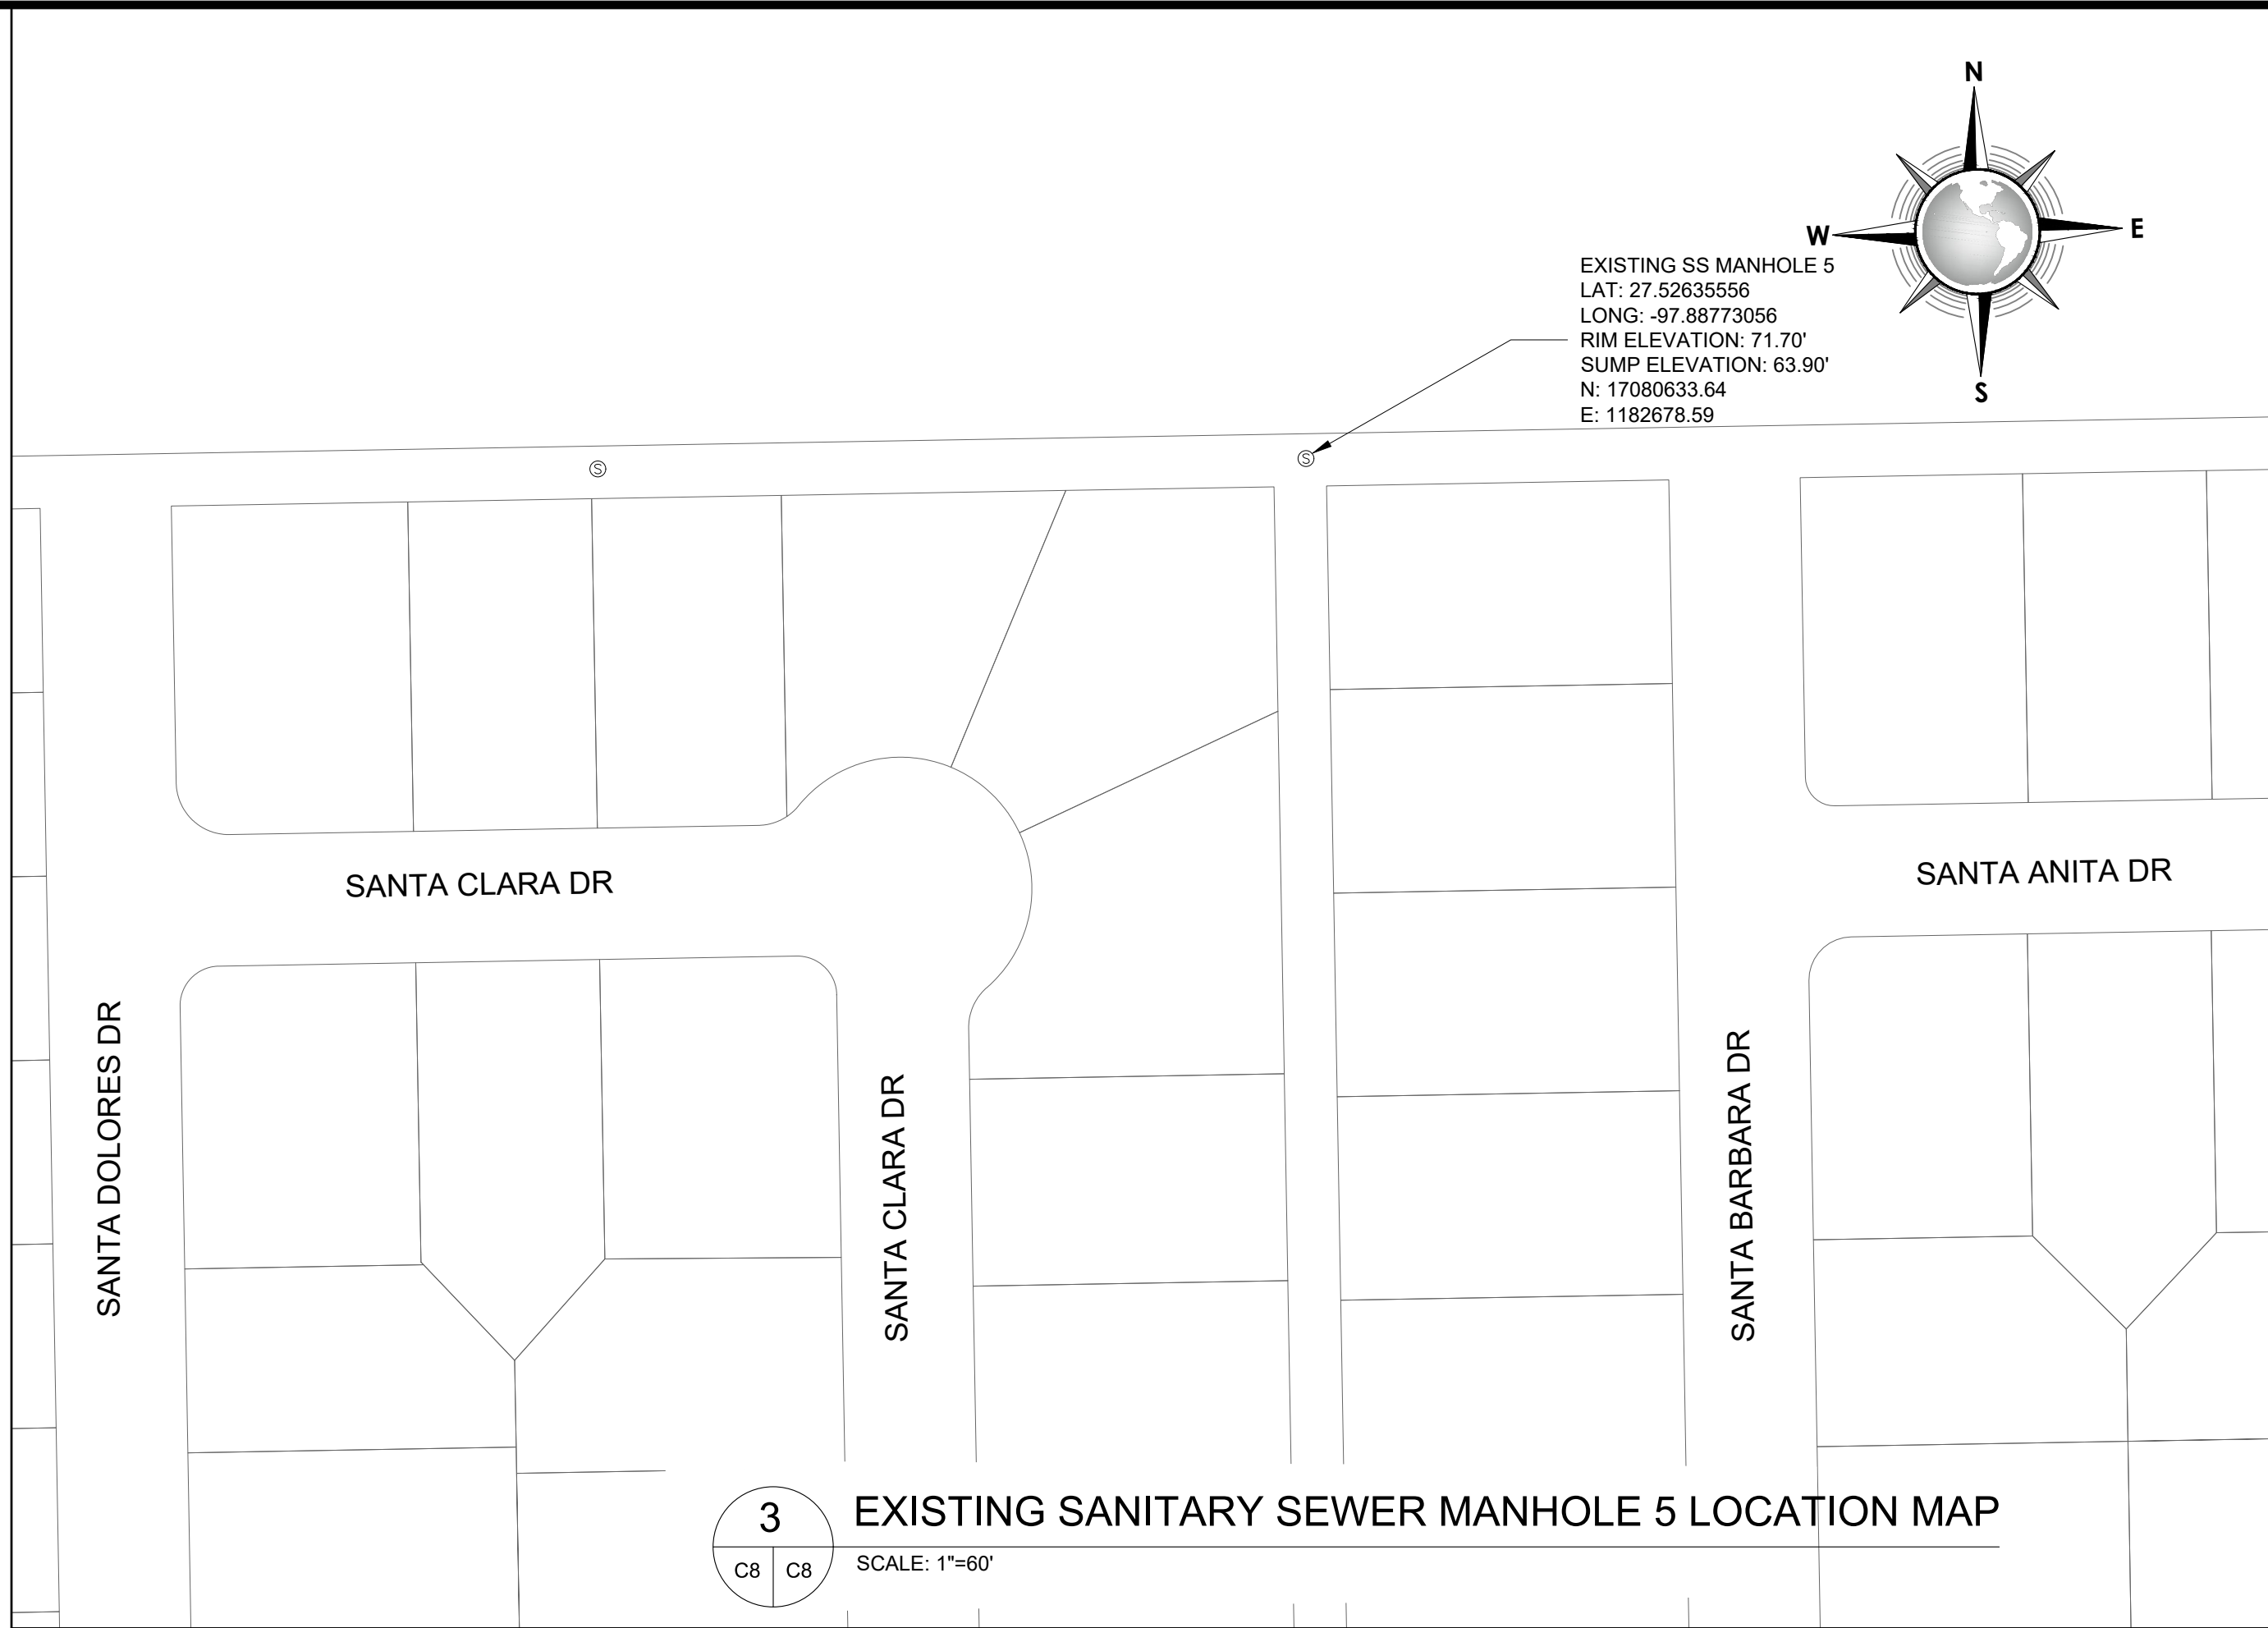 N
W
E
S
EXISTING SS MANHOLE 5
LAT: 27.52635556
LONG: -97.88773056
RIM ELEVATION: 71.70'
SUMP ELEVATION: 63.90'
N: 17080633.64
E: 1182678.59
S
S
SANTA CLARA DR
SANTA ANITA DR
SANTA DOLORES DR
SANTA CLARA DR
SANTA BARBARA DR
3
C8
C8
EXISTING SANITARY SEWER MANHOLE 5 LOCATION MAP
SCALE: 1"=60'